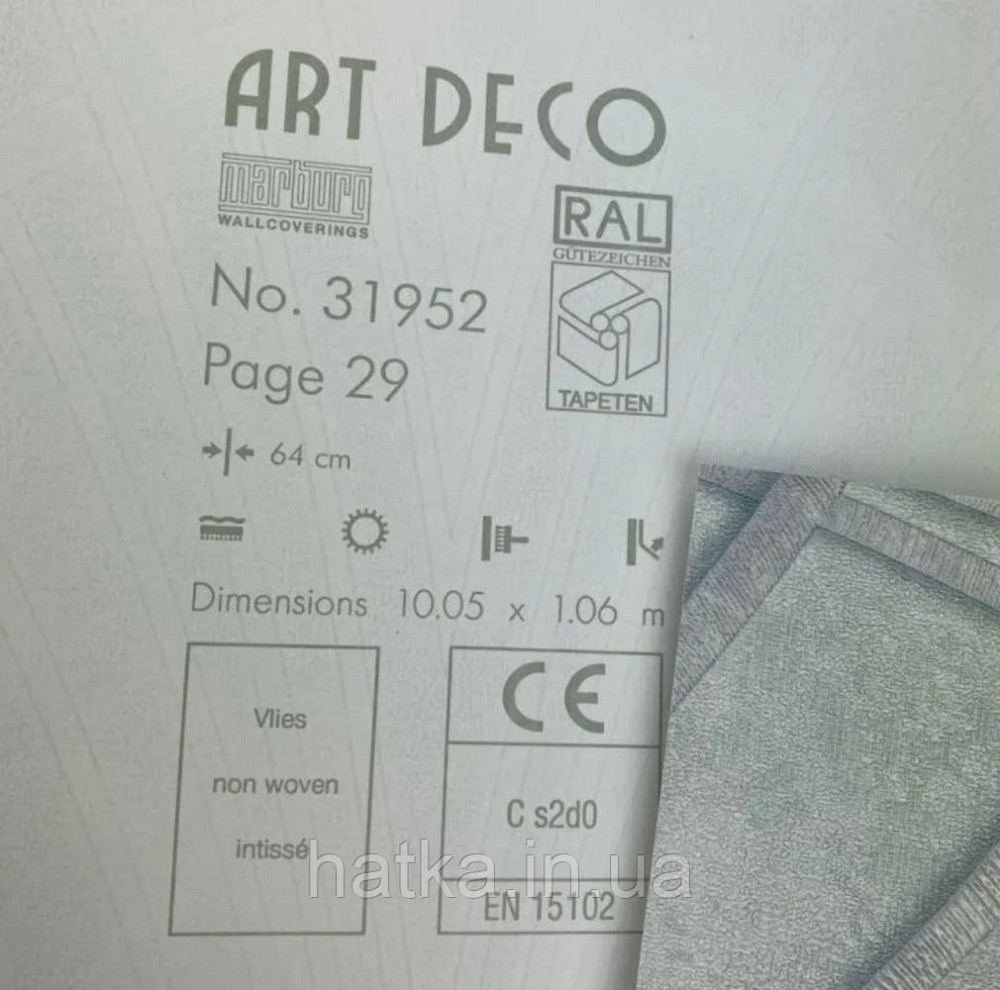 ART DECO
marburg
WALLCOVERINGS
RAL
GÜTEZEICHEN
TAPETEN
No. 31952
Page 29
64 cm
Dimensions 10.05 x 1.06 m
Vlies
non woven
intissé
CE
C s2d0
EN 15102
hatka.in.ua